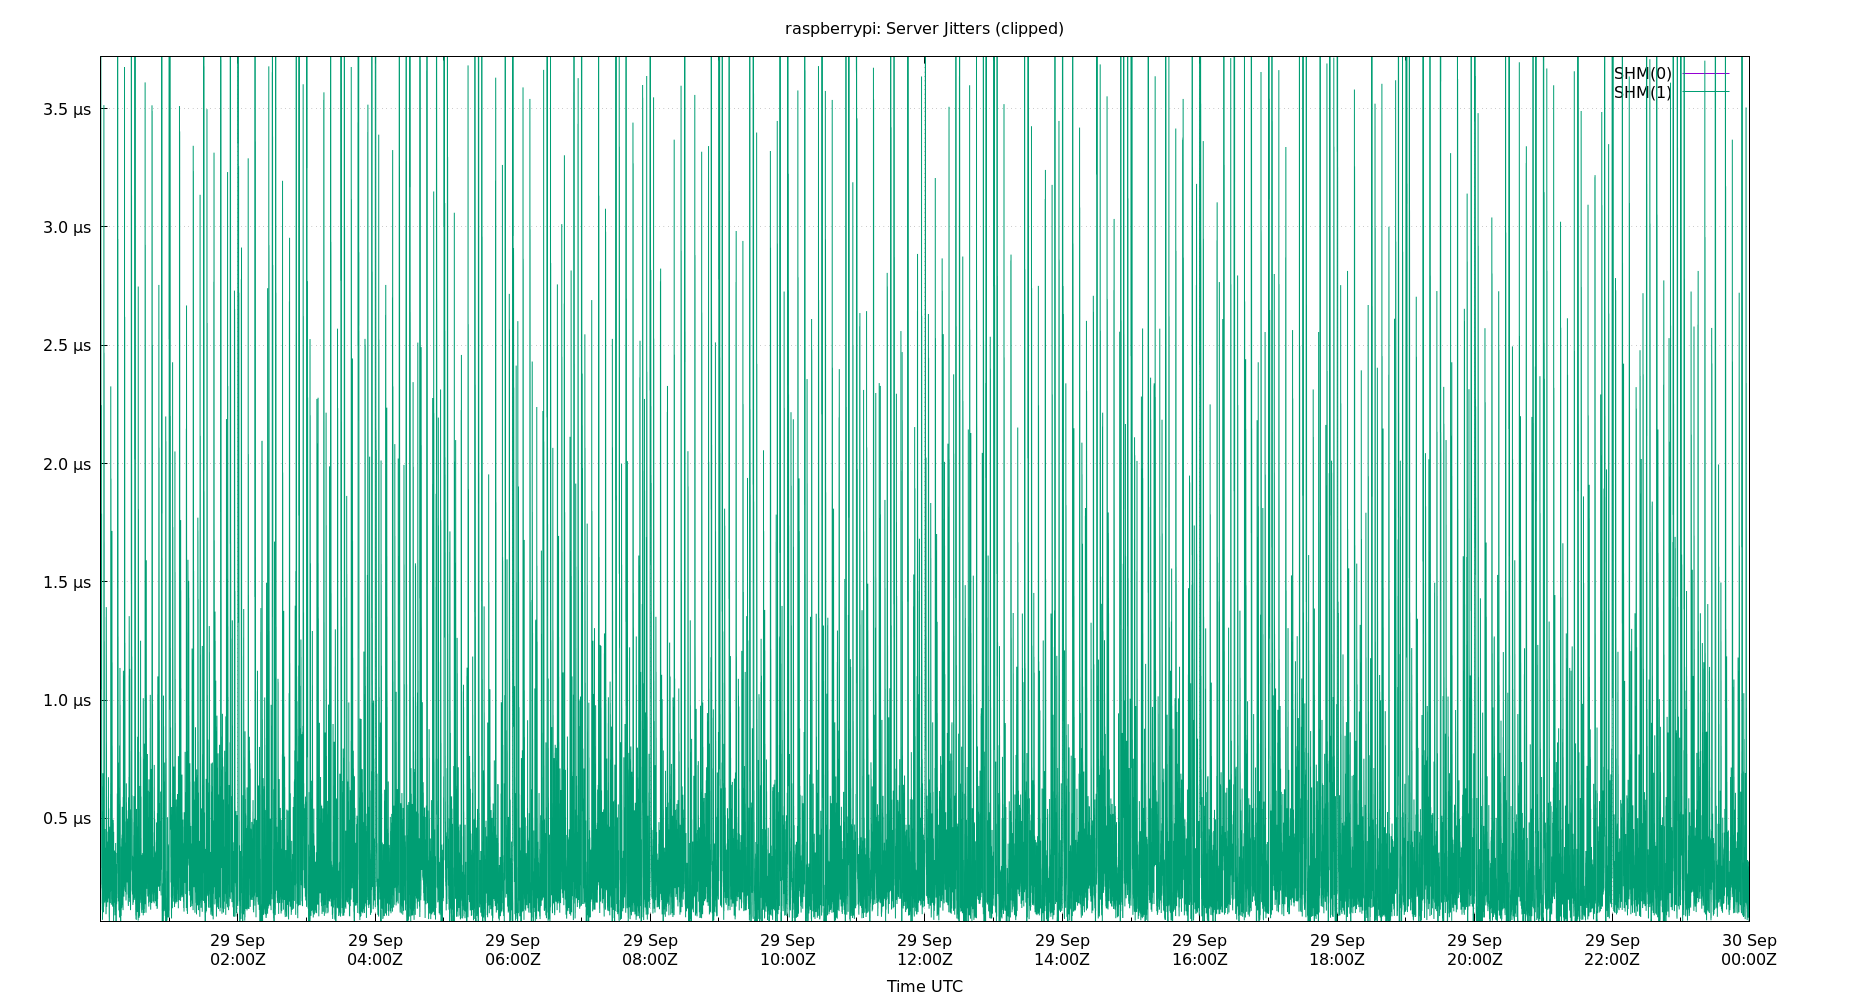 raspberrypi: Server Jitters (clipped)
SHM(0)
SHM(1)
3.5 µs
3.0 µs
2.5 µs
2.0 µs
1.5 µs
1.0 µs
0.5 µs
29 Sep 29 Sep 29 Sep 29 Sep 29 Sep 29 Sep 29 Sep 29 Sep 29 Sep 29 Sep 29 Sep 30 Sep
02:00Z 04:00Z 06:00Z 08:00Z 10:00Z 12:00Z 14:00Z 16:00Z 18:00Z 20:00Z 22:00Z 00:00Z
Time UTC